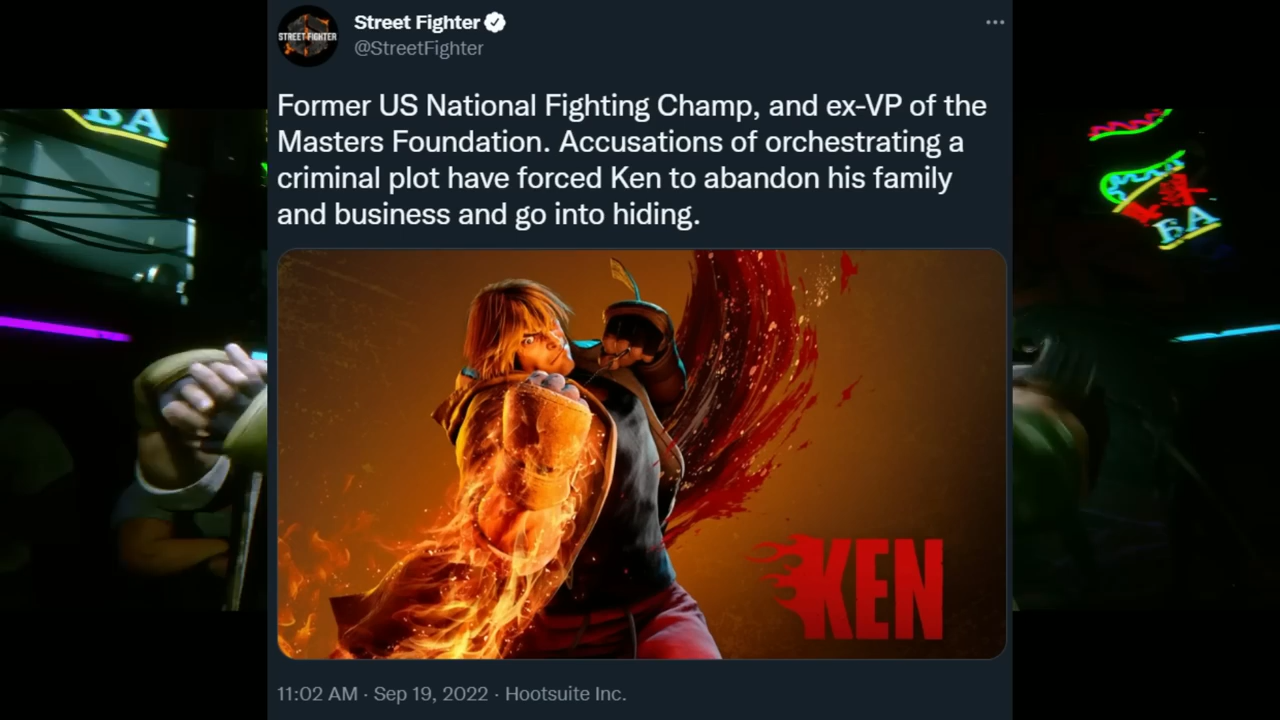 Street Fighter
@StreetFighter
STREET FIGHTER
Former US National Fighting Champ, and ex-VP of the
Masters Foundation. Accusations of orchestrating a
criminal plot have forced Ken to abandon his family
and business and go into hiding.
KEN
11:02 AM · Sep 19, 2022 · Hootsuite Inc.